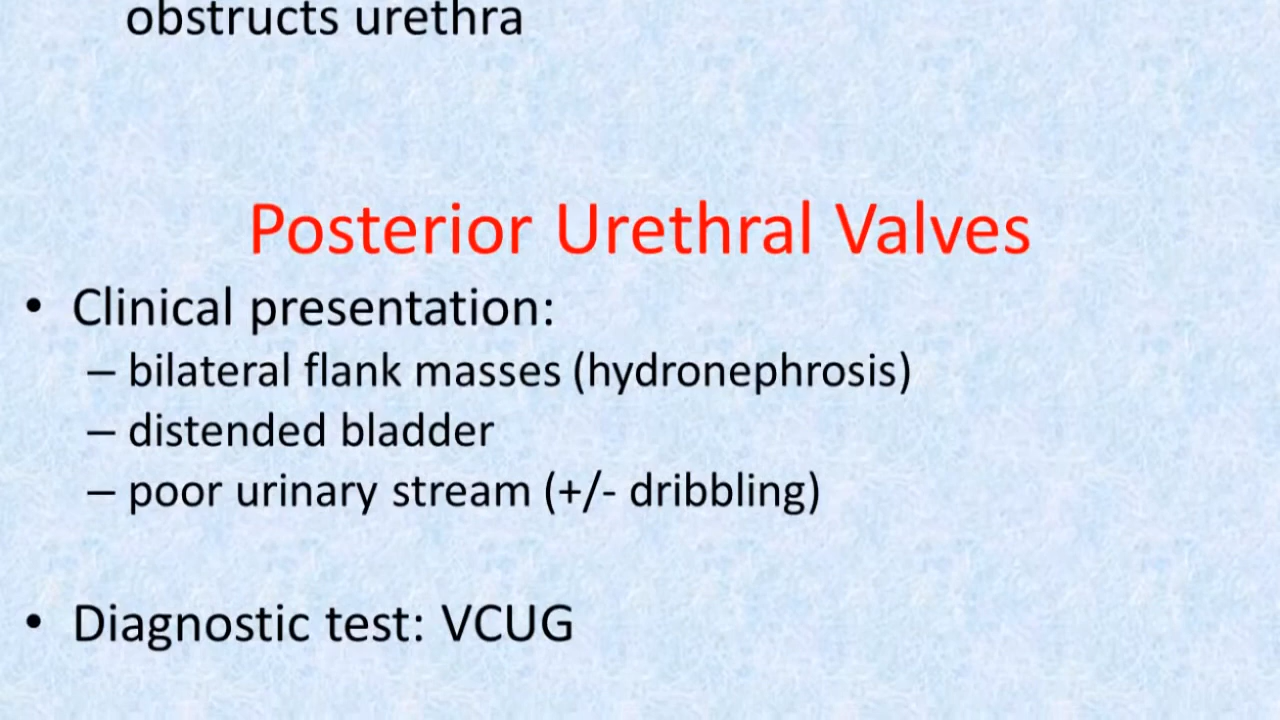 obstructs urethra
Posterior Urethral Valves
• Clinical presentation:
– bilateral flank masses (hydronephrosis)
– distended bladder
– poor urinary stream (+/- dribbling)
• Diagnostic test: VCUG